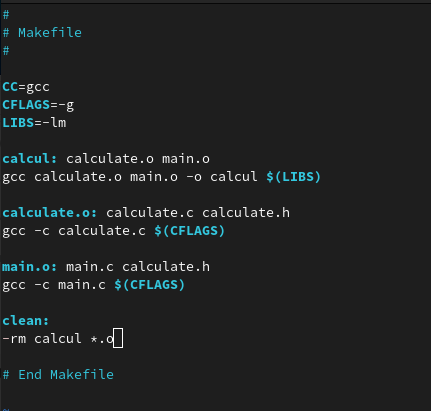 #
# Makefile
#
CC=gcc
CFLAGS=-g
LIBS=-lm
calcul: calculate.o main.o
gcc calculate.o main.o -o calcul $(LIBS)
calculate.o: calculate.c calculate.h
gcc -c calculate.c $(CFLAGS)
main.o: main.c calculate.h
gcc -c main.c $(CFLAGS)
clean:
-rm calcul *.o
# End Makefile